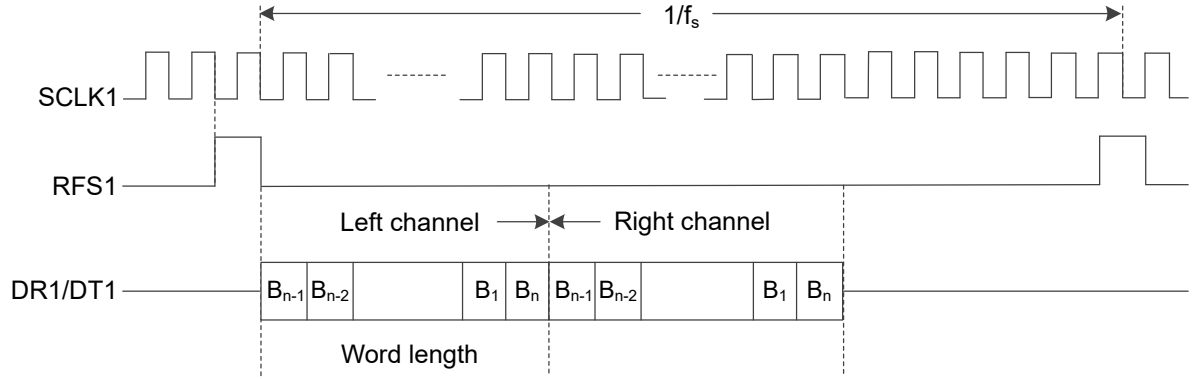 1/fₛ
SCLK1
RFS1
Left channel Right channel
DR1/DT1 Bₙ₋₁ Bₙ₋₂ B₁ Bₙ Bₙ₋₁ Bₙ₋₂ B₁ Bₙ
Word length